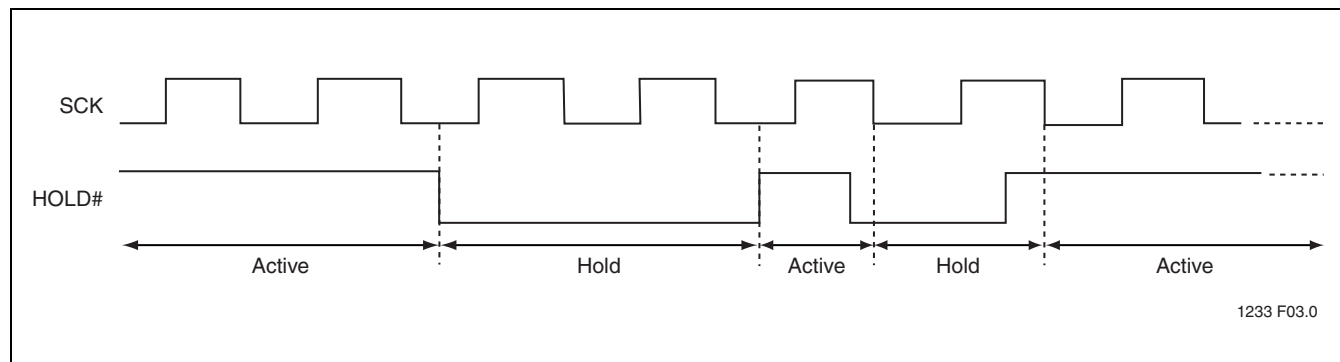 SCK
HOLD#
Active
Hold
Active
Hold
Active
1233 F03.0